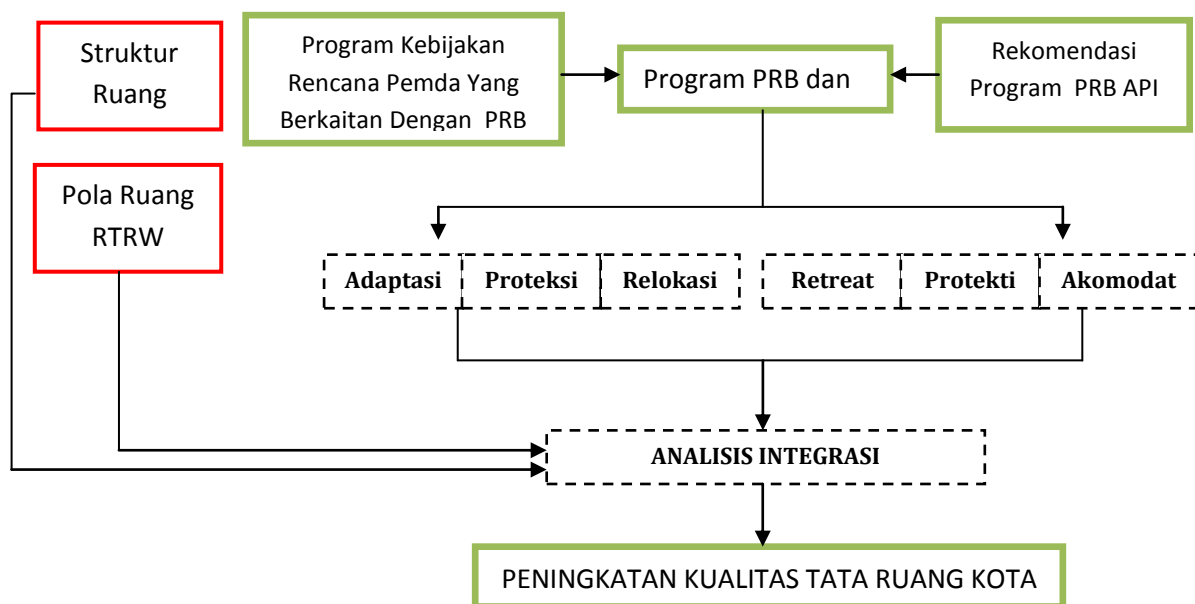 Struktur
Ruang
Program Kebijakan
Rencana Pemda Yang
Berkaitan Dengan PRB
Program PRB dan
Rekomendasi
Program PRB API
Pola Ruang
RTRW
Adaptasi
Proteksi
Relokasi
Retreat
Protekti
Akomodat
ANALISIS INTEGRASI
PENINGKATAN KUALITAS TATA RUANG KOTA